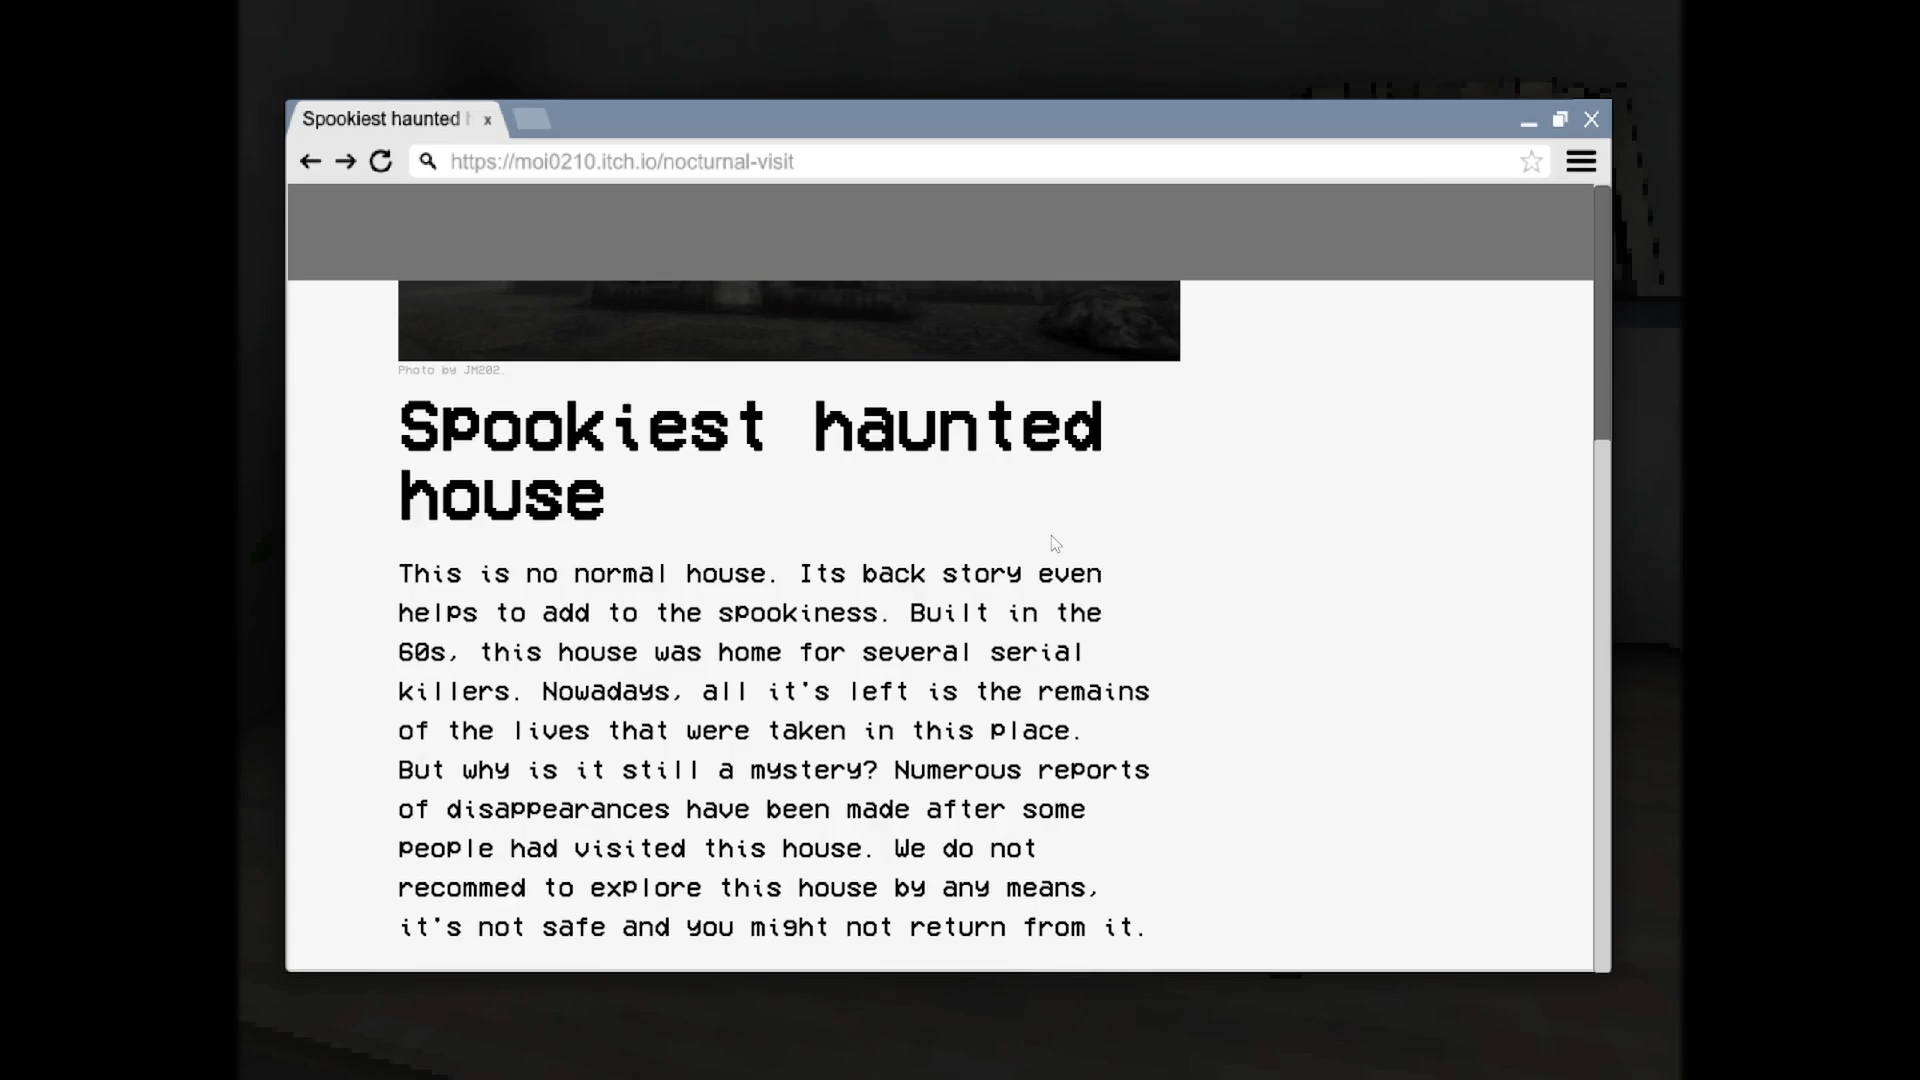 Spookiest haunted
x
https://moi0210.itch.io/nocturnal-visit
Photo by JM202.
Spookiest haunted
house
This is no normal house. Its back story even
helps to add to the spookiness. Built in the
60s, this house was home for several serial
killers. Nowadays, all it's left is the remains
of the lives that were taken in this place.
But why is it still a mystery? Numerous reports
of disappearances have been made after some
people had visited this house. We do not
recommed to explore this house by any means,
it's not safe and you might not return from it.